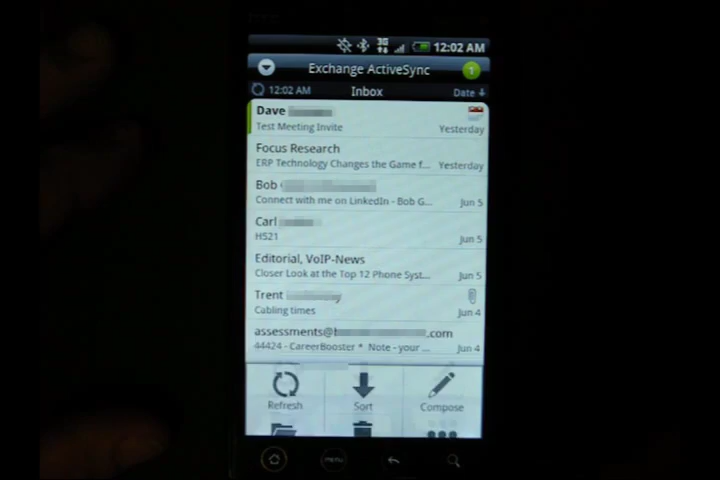 3G
12:02 AM
Exchange ActiveSync
1
12:02 AM
Inbox
Date
Dave
Test Meeting Invite
Yesterday
Focus Research
ERP Technology Changes the Game f...
Yesterday
Bob
Connect with me on LinkedIn - Bob G...
Jun 5
Carl
HS21
Jun 5
Editorial, VoIP-News
Closer Look at the Top 12 Phone Syst...
Jun 5
Trent
Cabling times
Jun 4
assessments@ .com
44424 - CareerBooster * Note - your ...
Jun 4
Refresh
Sort
Compose
MENU